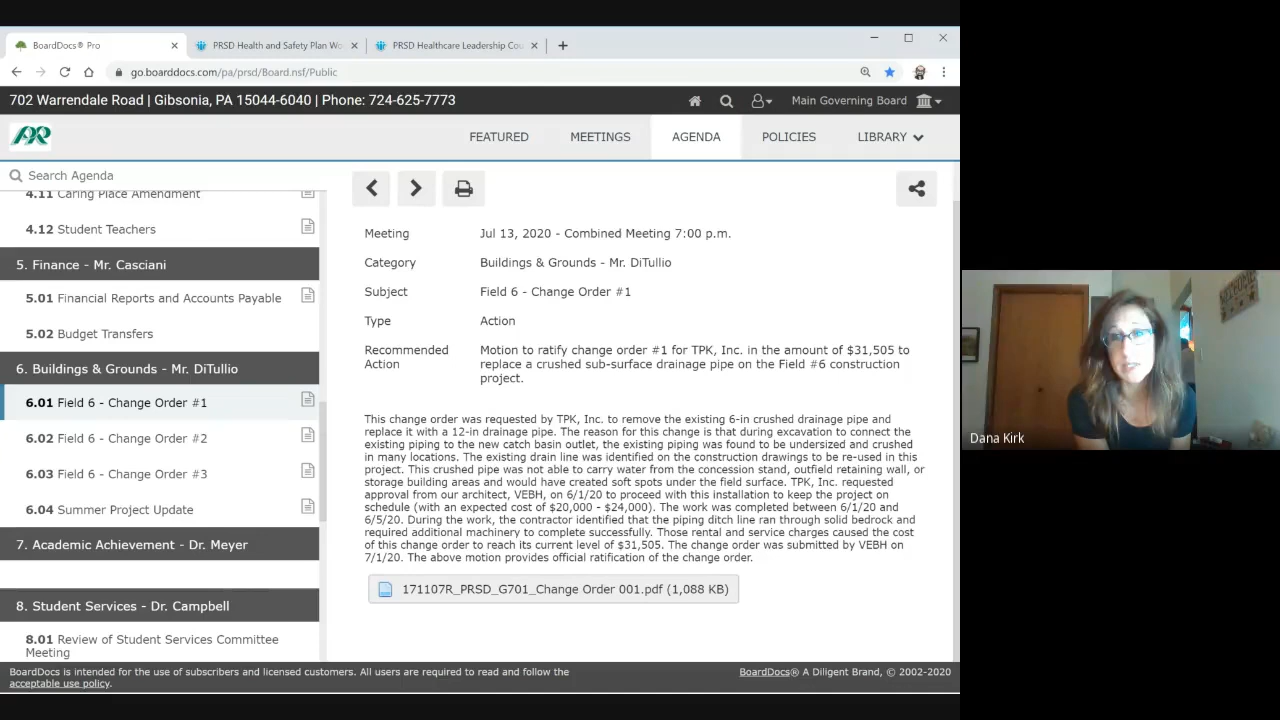 BoardDocs® Pro
PRSD Health and Safety Plan Wo
PRSD Healthcare Leadership Cou
go.boarddocs.com/pa/prsd/Board.nsf/Public
702 Warrendale Road | Gibsonia, PA 15044-6040 | Phone: 724-625-7773
Main Governing Board
FEATURED MEETINGS AGENDA POLICIES LIBRARY
Search Agenda
4.11 Caring Place Amendment
4.12 Student Teachers
5. Finance - Mr. Casciani
5.01 Financial Reports and Accounts Payable
5.02 Budget Transfers
6. Buildings & Grounds - Mr. DiTullio
6.01 Field 6 - Change Order #1
6.02 Field 6 - Change Order #2
6.03 Field 6 - Change Order #3
6.04 Summer Project Update
7. Academic Achievement - Dr. Meyer
8. Student Services - Dr. Campbell
8.01 Review of Student Services Committee
Meeting
Meeting Jul 13, 2020 - Combined Meeting 7:00 p.m.
Category Buildings & Grounds - Mr. DiTullio
Subject Field 6 - Change Order #1
Type Action
Recommended Motion to ratify change order #1 for TPK, Inc. in the amount of $31,505 to
Action replace a crushed sub-surface drainage pipe on the Field #6 construction
project.
This change order was requested by TPK, Inc. to remove the existing 6-in crushed drainage pipe and
replace it with a 12-in drainage pipe. The reason for this change is that during excavation to connect the
existing piping to the new catch basin outlet, the existing piping was found to be undersized and crushed
in many locations. The existing drain line was identified on the construction drawings to be re-used in this
project. This crushed pipe was not able to carry water from the concession stand, outfield retaining wall, or
storage building areas and would have created soft spots under the field surface. TPK, Inc. requested
approval from our architect, VEBH, on 6/1/20 to proceed with this installation to keep the project on
schedule (with an expected cost of $20,000 - $24,000). The work was completed between 6/1/20 and
6/5/20. During the work, the contractor identified that the piping ditch line ran through solid bedrock and
required additional machinery to complete successfully. Those rental and service charges caused the cost
of this change order to reach its current level of $31,505. The change order was submitted by VEBH on
7/1/20. The above motion provides official ratification of the change order.
171107R_PRSD_G701_Change Order 001.pdf (1,088 KB)
BoardDocs is intended for the use of subscribers and licensed customers. All users are required to read and follow the
acceptable use policy.
BoardDocs® A Diligent Brand, © 2002-2020
Dana Kirk
WELCOME